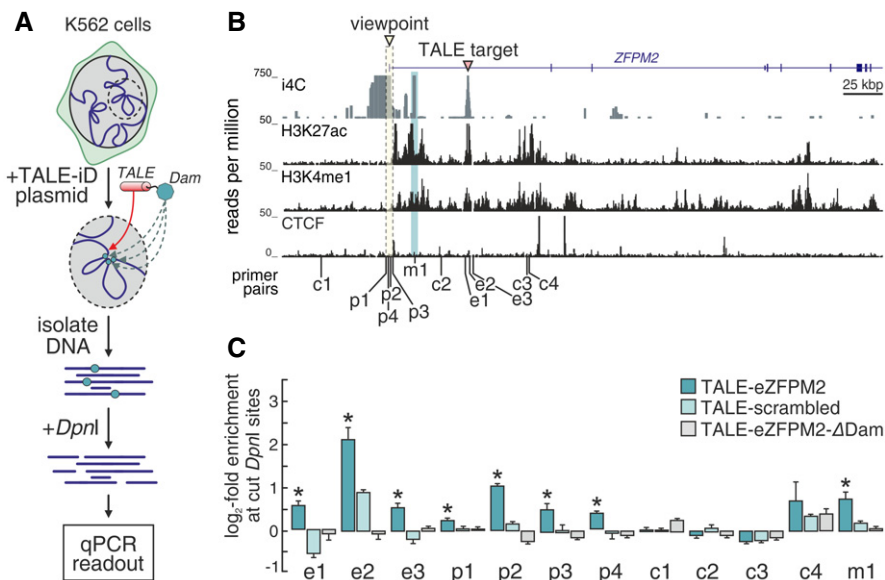 A
K562 cells
+TALE-iD
plasmid
TALE
Dam
isolate
DNA
+DpnI
qPCR
readout
B
viewpoint
TALE target
ZFPM2
25 kbp
reads per million
750
i4C
50
H3K27ac
50
H3K4me1
50
CTCF
0
primer
pairs
c1
p1
p2
p4
p3
m1
c2
e1
e2
e3
c3
c4
C
log2-fold enrichment
at cut DpnI sites
3
2
1
0
-1
TALE-eZFPM2
TALE-scrambled
TALE-eZFPM2-ΔDam
* * * * * * * *
e1 e2 e3 p1 p2 p3 p4 c1 c2 c3 c4 m1